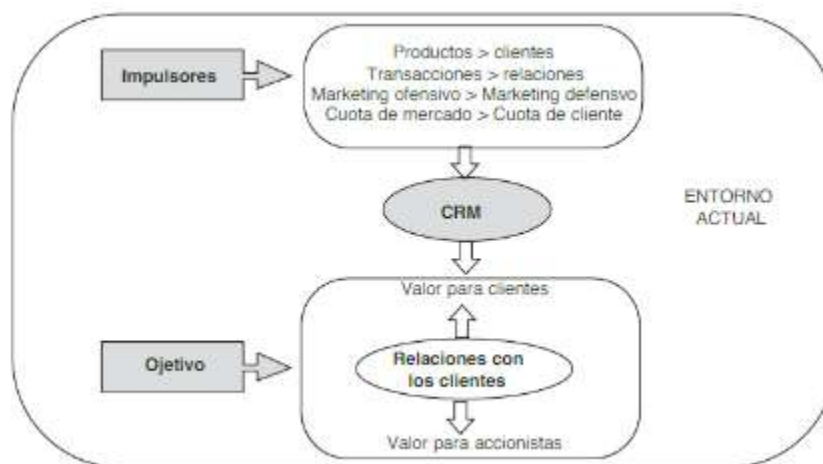 Impulsores
Productos > clientes
Transacciones > relaciones
Marketing ofensivo > Marketing defensvo
Cuota de mercado > Cuota de cliente
CRM
ENTORNO
ACTUAL
Valor para clientes
Ojetivo
Relaciones con
los clientes
Valor para accionistas